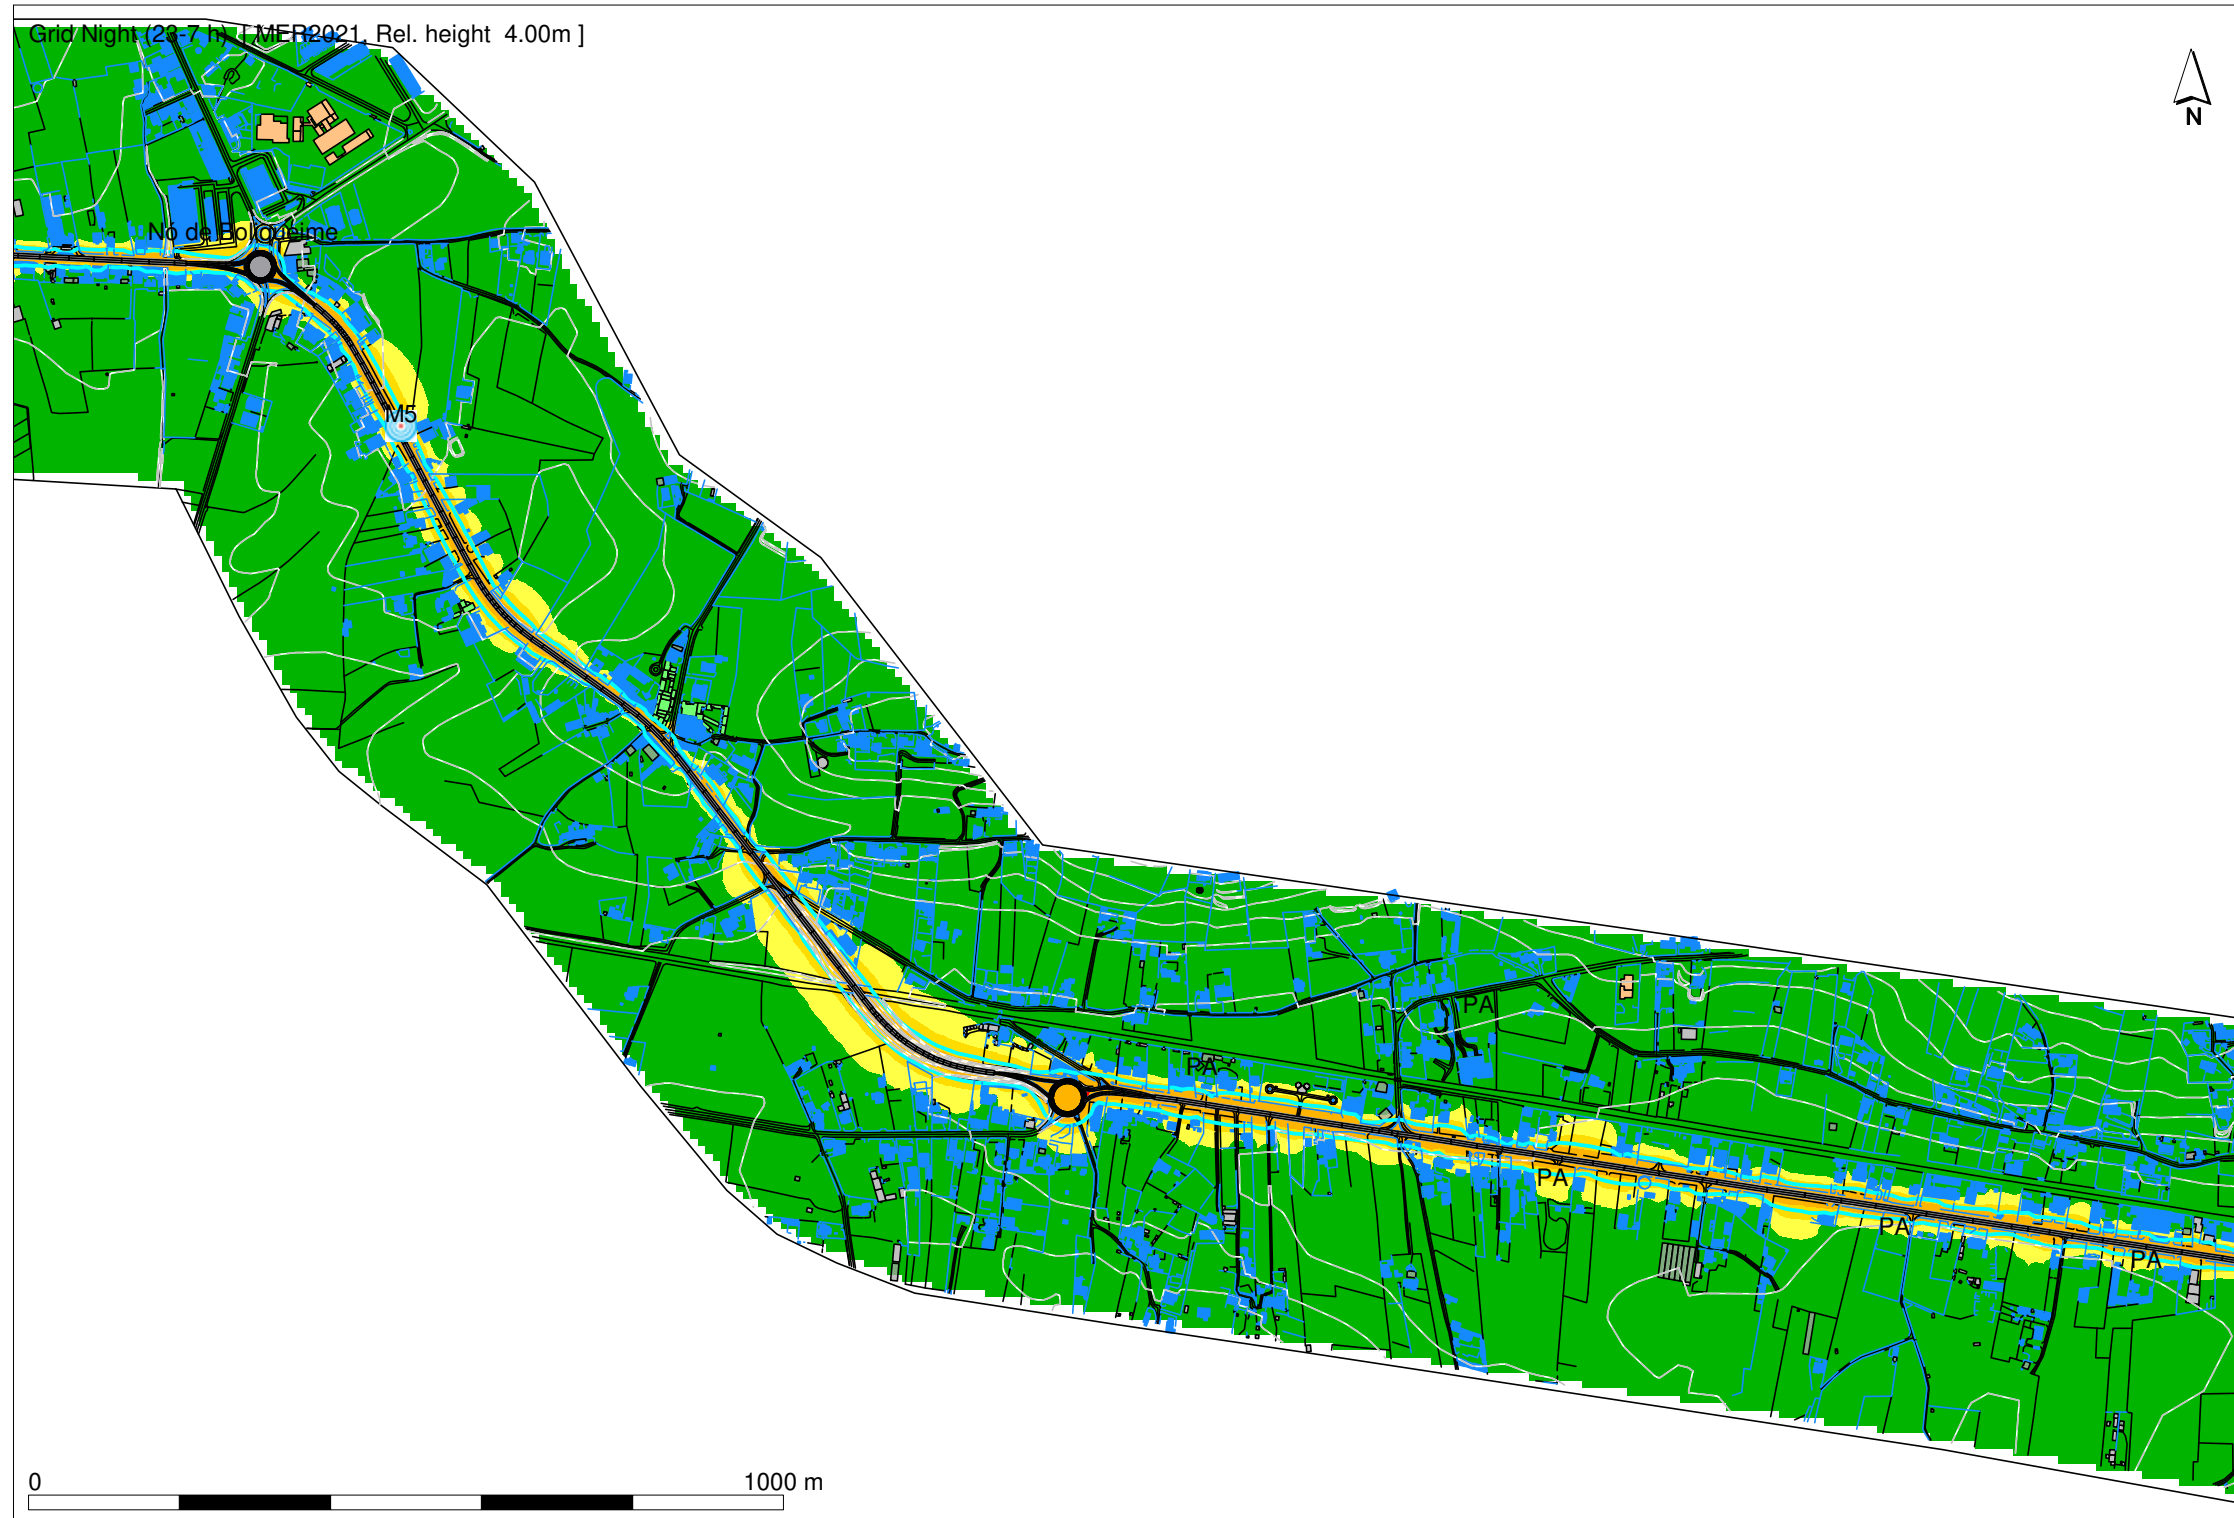 Grid Night (23-7 h) [ MER2021, Rel. height 4.00m ]
N
Nó de Boliqueime
M5
PA
PA
PA
PA
PA
0 1000 m